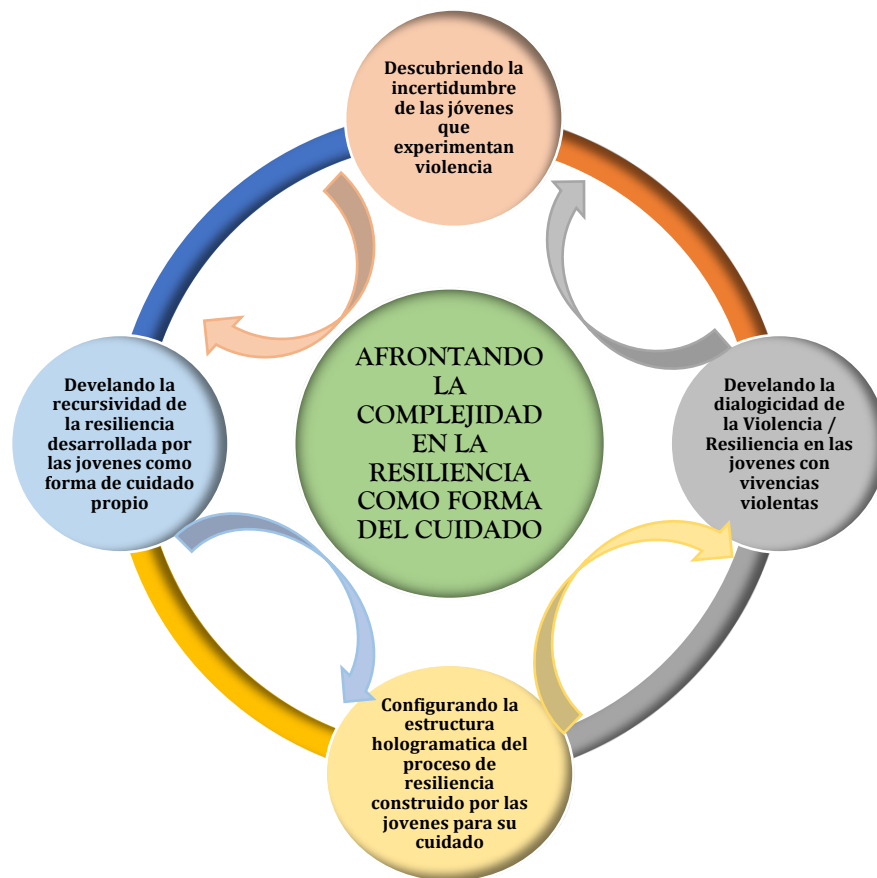 Descubriendo la
incertidumbre
de las jóvenes
que
experimentan
violencia
Develando la
recursividad de
la resiliencia
desarrollada por
las jovenes como
forma de cuidado
propio
AFRONTANDO
LA
COMPLEJIDAD
EN LA
RESILIENCIA
COMO FORMA
DEL CUIDADO
Develando la
dialogicidad de
la Violencia /
Resiliencia en las
jovenes con
vivencias
violentas
Configurando la
estructura
hologramatica del
proceso de
resiliencia
construido por las
jovenes para su
cuidado